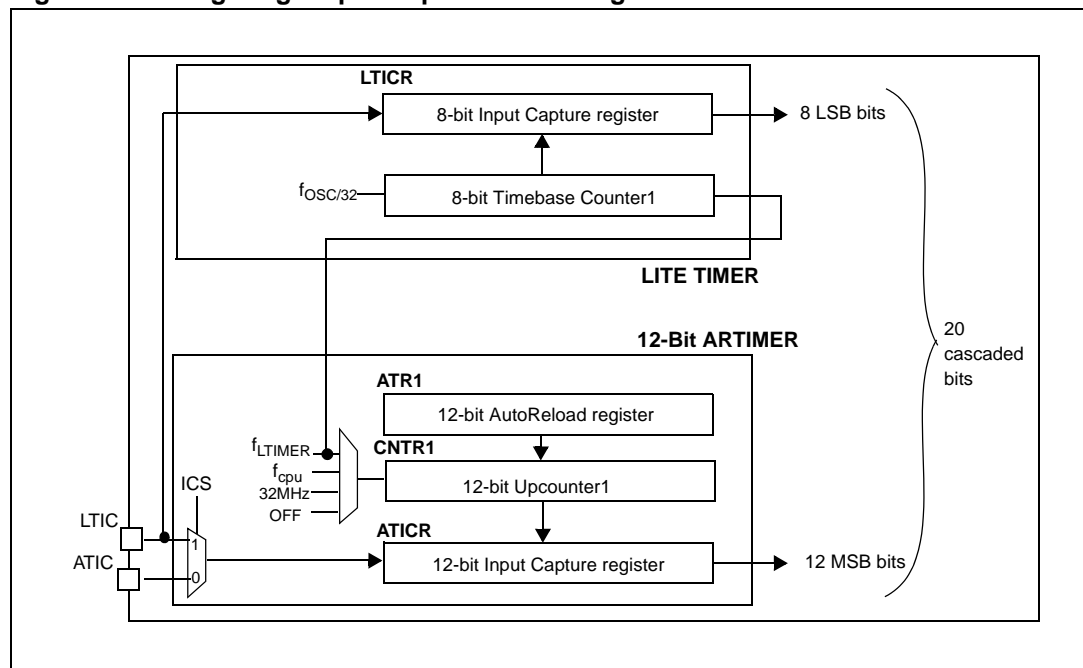 LTICR
8-bit Input Capture register
8 LSB bits
fOSC/32
8-bit Timebase Counter1
LITE TIMER
12-Bit ARTIMER
20
cascaded
bits
ATR1
12-bit AutoReload register
fLTIMER
CNTR1
fcpu
12-bit Upcounter1
32MHz
OFF
ICS
LTIC
ATICR
1
ATIC
12-bit Input Capture register
12 MSB bits
0